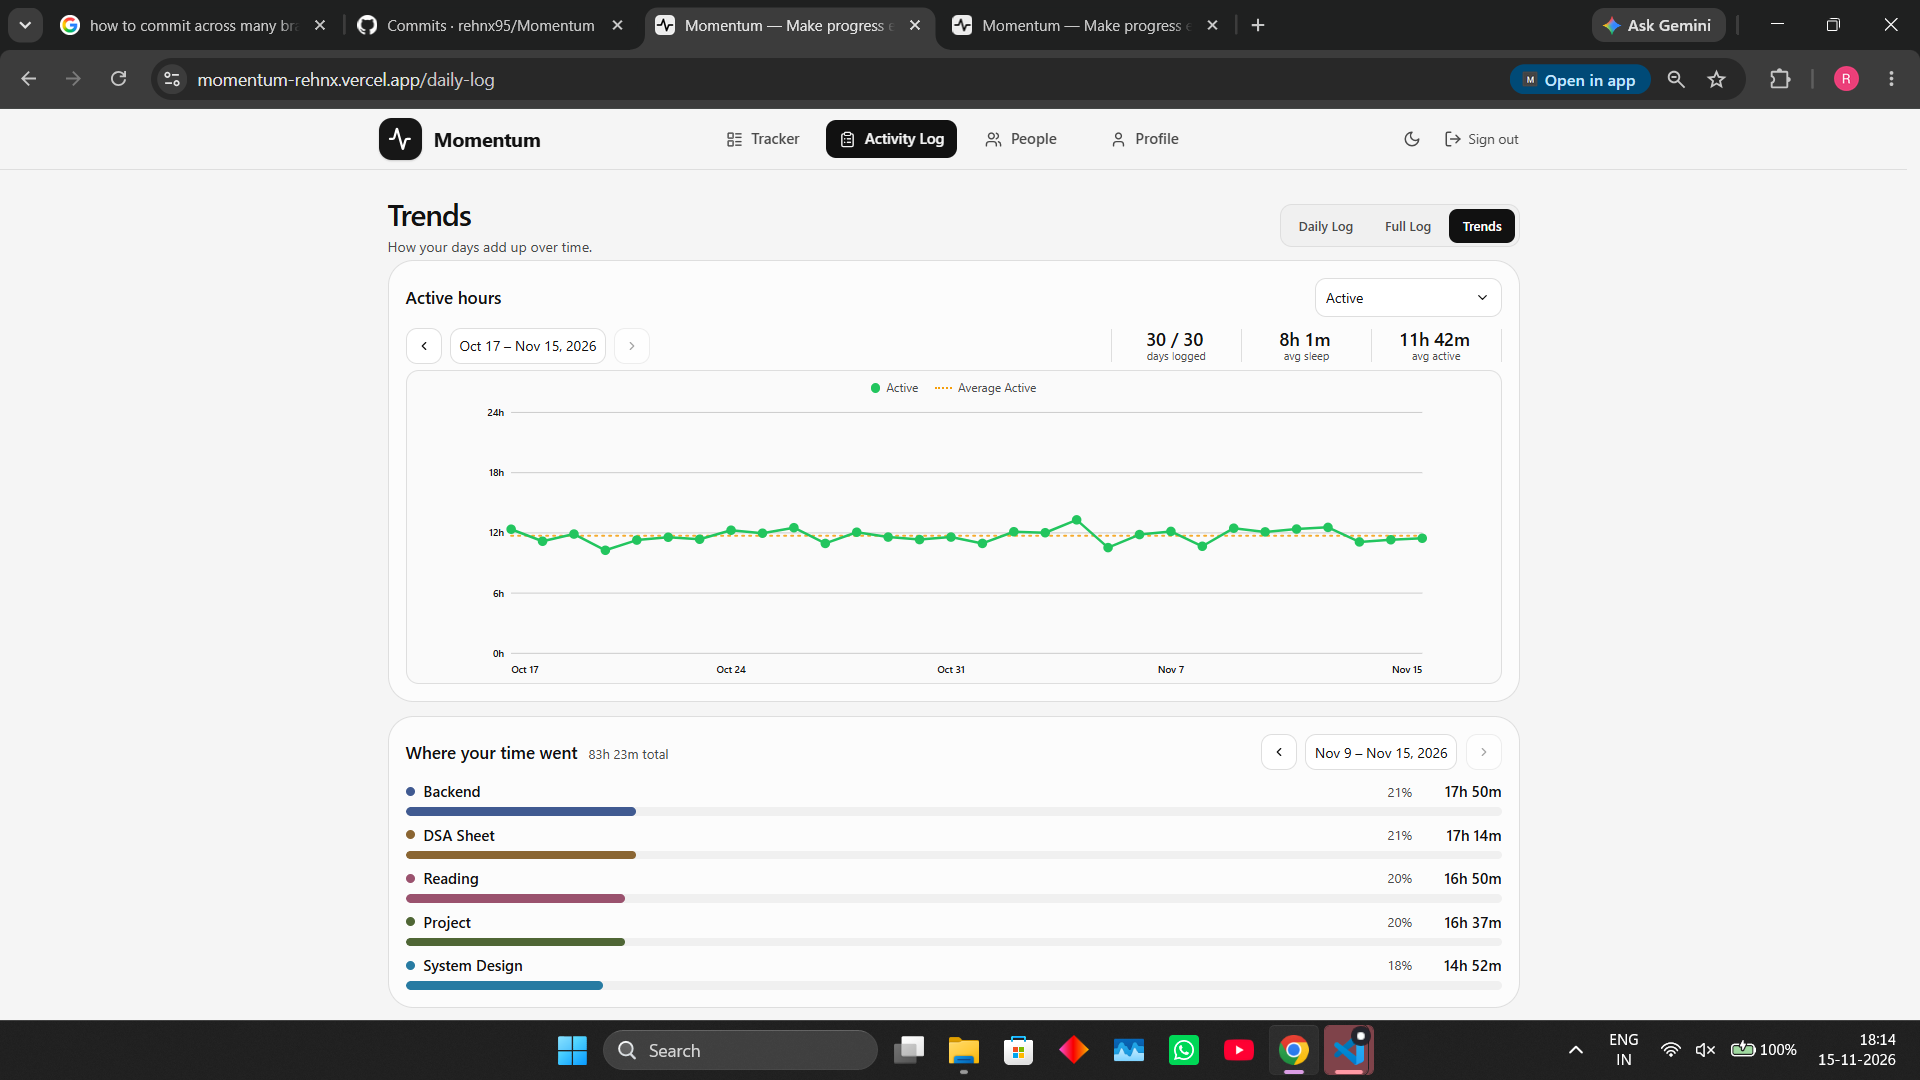 how to commit across many bra
Commits · rehnx95/Momentum
Momentum — Make progress e
Momentum — Make progress e
Ask Gemini
momentum-rehnx.vercel.app/daily-log
M Open in app
R
Momentum
Tracker
Activity Log
People
Profile
Sign out
Trends
How your days add up over time.
Daily Log
Full Log
Trends
Active hours
Active
Oct 17 – Nov 15, 2026
30 / 30
days logged
8h 1m
avg sleep
11h 42m
avg active
Active
Average Active
24h
18h
12h
6h
0h
Oct 17
Oct 24
Oct 31
Nov 7
Nov 15
Where your time went 83h 23m total
Nov 9 – Nov 15, 2026
Backend 21% 17h 50m
DSA Sheet 21% 17h 14m
Reading 20% 16h 50m
Project 20% 16h 37m
System Design 18% 14h 52m
Search
ENG
IN
100%
18:14
15-11-2026